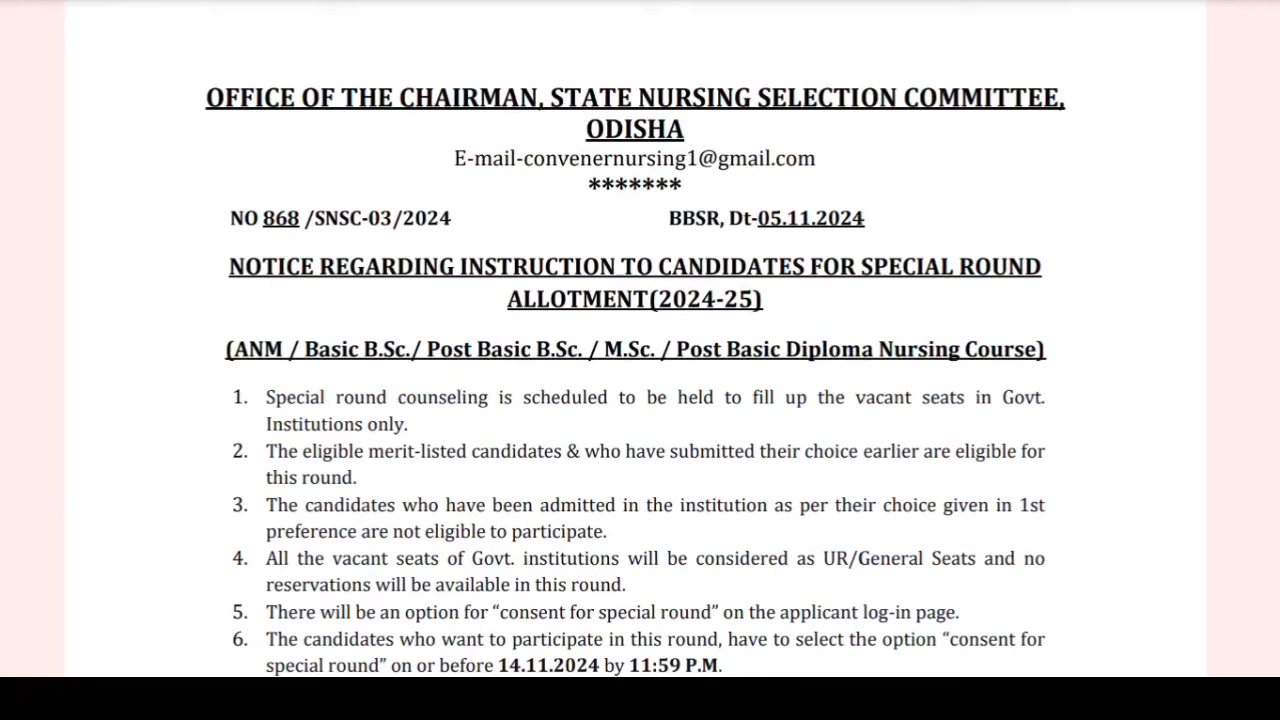 OFFICE OF THE CHAIRMAN, STATE NURSING SELECTION COMMITTEE,
ODISHA
E-mail-convenernursing1@gmail.com
*******
NO 868 /SNSC-03/2024 BBSR, Dt-05.11.2024
NOTICE REGARDING INSTRUCTION TO CANDIDATES FOR SPECIAL ROUND
ALLOTMENT(2024-25)
(ANM / Basic B.Sc./ Post Basic B.Sc. / M.Sc. / Post Basic Diploma Nursing Course)
1. Special round counseling is scheduled to be held to fill up the vacant seats in Govt.
Institutions only.
2. The eligible merit-listed candidates & who have submitted their choice earlier are eligible for
this round.
3. The candidates who have been admitted in the institution as per their choice given in 1st
preference are not eligible to participate.
4. All the vacant seats of Govt. institutions will be considered as UR/General Seats and no
reservations will be available in this round.
5. There will be an option for “consent for special round” on the applicant log-in page.
6. The candidates who want to participate in this round, have to select the option “consent for
special round” on or before 14.11.2024 by 11:59 P.M.